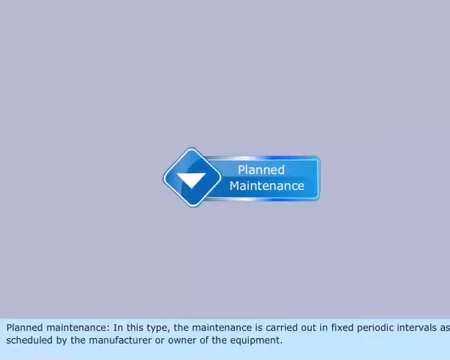 Planned
Maintenance
Planned maintenance: In this type, the maintenance is carried out in fixed periodic intervals as
scheduled by the manufacturer or owner of the equipment.